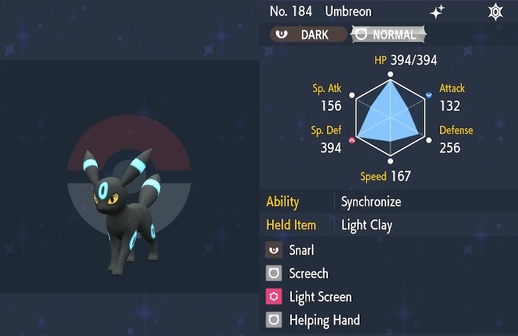 No. 184 Umbreon
DARK NORMAL
HP 394/394
Sp. Atk Attack
156 132
Sp. Def Defense
394 256
Speed 167
Ability Synchronize
Held Item Light Clay
Snarl
Screech
Light Screen
Helping Hand